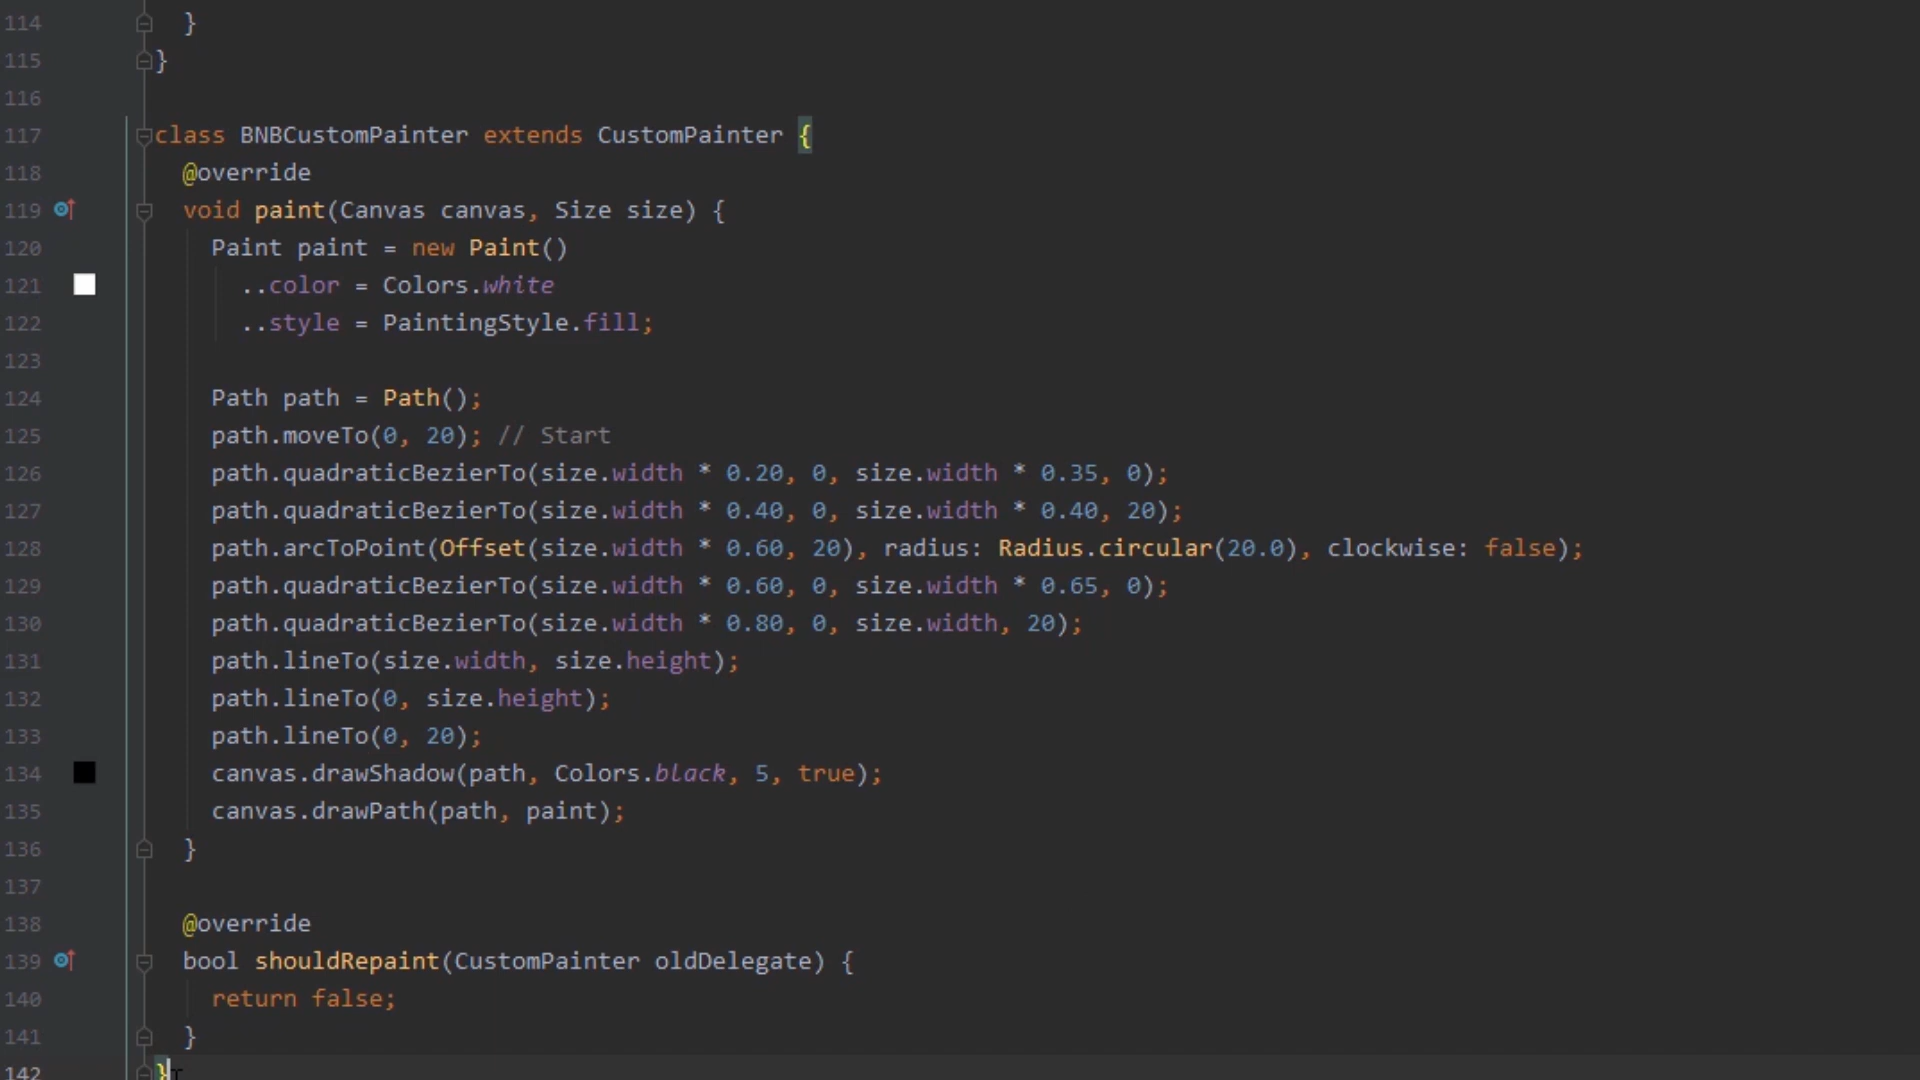 114 }
115 }
116
117 class BNBCustomPainter extends CustomPainter {
118 @override
119 void paint(Canvas canvas, Size size) {
120 Paint paint = new Paint()
121 ..color = Colors.white
122 ..style = PaintingStyle.fill;
123
124 Path path = Path();
125 path.moveTo(0, 20); // Start
126 path.quadraticBezierTo(size.width * 0.20, 0, size.width * 0.35, 0);
127 path.quadraticBezierTo(size.width * 0.40, 0, size.width * 0.40, 20);
128 path.arcToPoint(Offset(size.width * 0.60, 20), radius: Radius.circular(20.0), clockwise: false);
129 path.quadraticBezierTo(size.width * 0.60, 0, size.width * 0.65, 0);
130 path.quadraticBezierTo(size.width * 0.80, 0, size.width, 20);
131 path.lineTo(size.width, size.height);
132 path.lineTo(0, size.height);
133 path.lineTo(0, 20);
134 canvas.drawShadow(path, Colors.black, 5, true);
135 canvas.drawPath(path, paint);
136 }
137
138 @override
139 bool shouldRepaint(CustomPainter oldDelegate) {
140 return false;
141 }
142 }